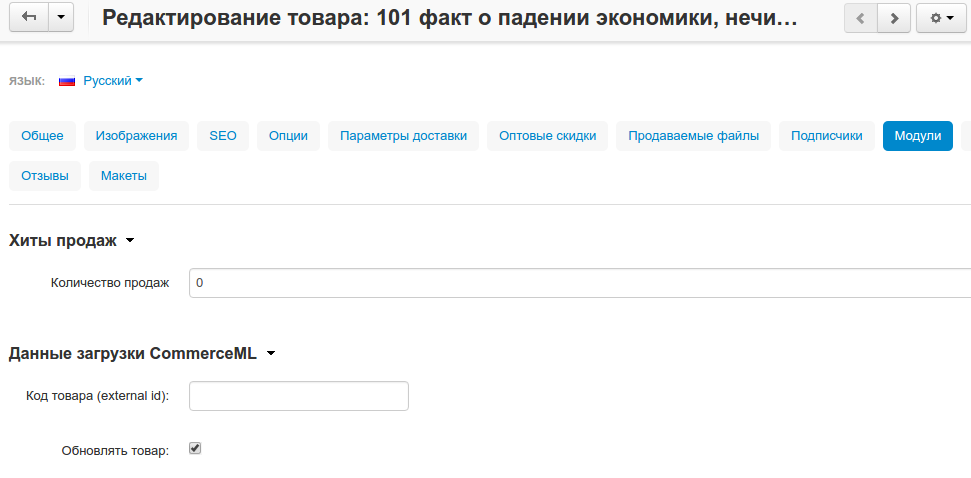 Редактирование товара: 101 факт о падении экономики, нечи...
ЯЗЫК: Русский
Общее Изображения SEO Опции Параметры доставки Оптовые скидки Продаваемые файлы Подписчики Модули
Отзывы Макеты
Хиты продаж
Количество продаж 0
Данные загрузки CommerceML
Код товара (external id):
Обновлять товар: